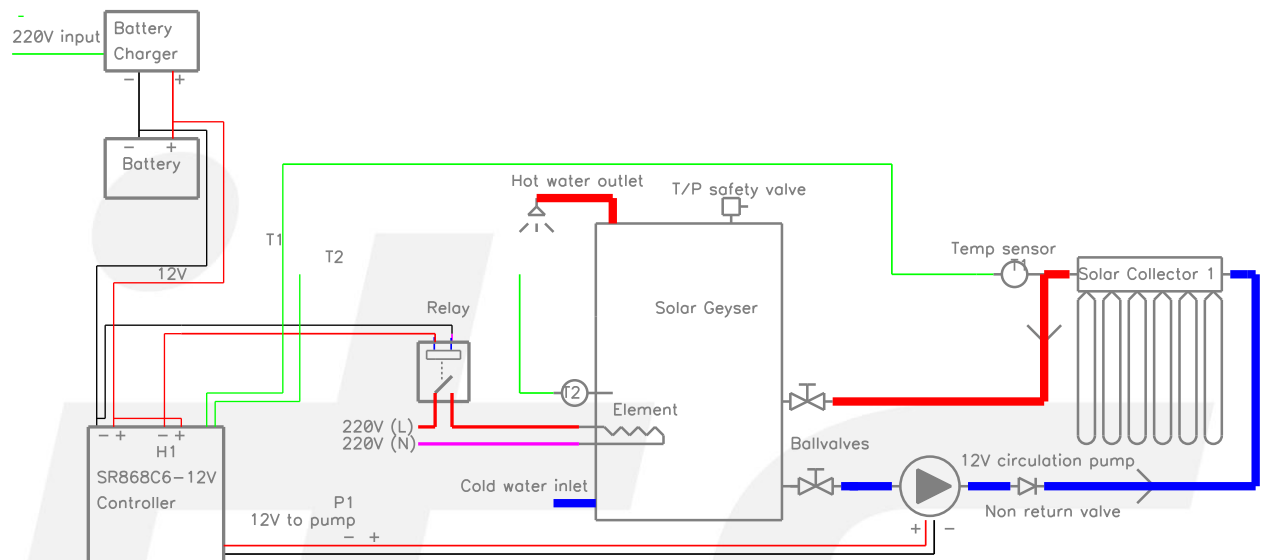 220V input
Battery
Charger
− +
− +
Battery
Hot water outlet
T/P safety valve
T1
T2
12V
Temp sensor
T1
Solar Collector 1
Relay
Solar Geyser
T2
Element
220V (L)
220V (N)
Ballvalves
− + − +
H1
SR868C6−12V
Controller
Cold water inlet
12V circulation pump
Non return valve
P1
12V to pump
− +
+ −